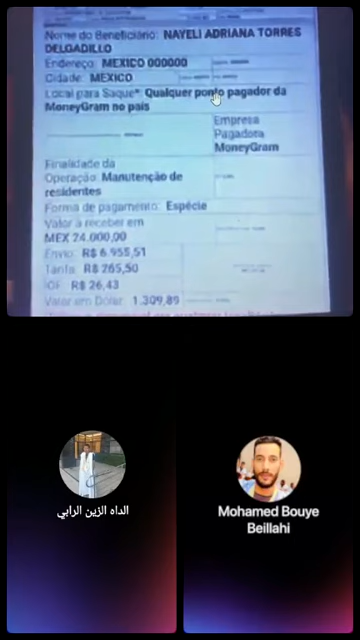 Nome do Beneficiário: NAYELI ADRIANA TORRES
DELGADILLO
Endereço: MEXICO 000000
Cidade: MEXICO
Local para Saque*: Qualquer ponto pagador da
MoneyGram no país
Empresa
Pagadora
MoneyGram
Finalidade da
Operação: Manutenção de
residentes
Forma de pagamento: Espécie
Valor a receber em
MEX 24.000,00
Envio: R$ 6.955,51
Tarifa: R$ 265,50
IOF: R$ 26,43
Valor em Dólar: 1.309,89
الداه الزين الرابي
Mohamed Bouye
Beillahi